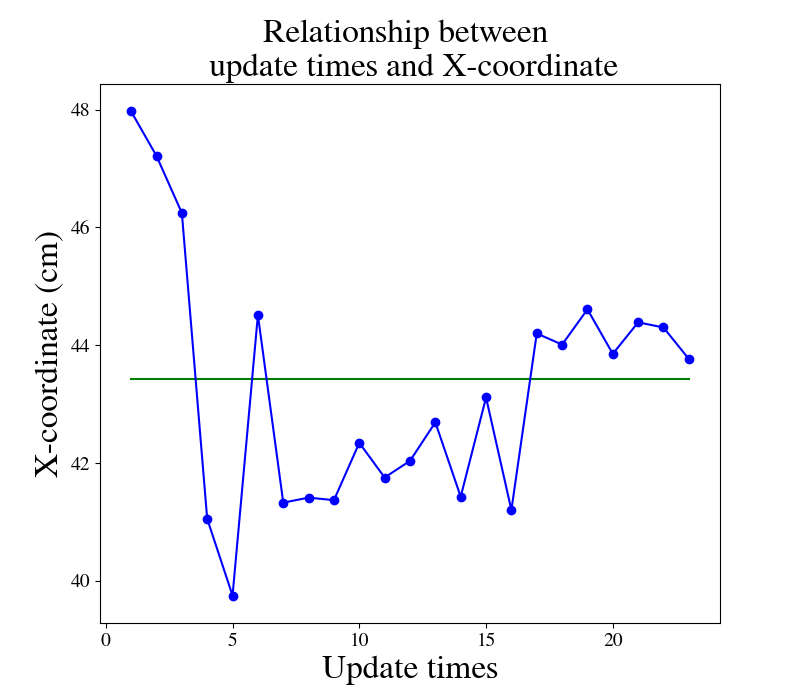 Relationship between
update times and X-coordinate
X-coordinate (cm)
48
46
44
42
40
0 5 10 15 20
Update times